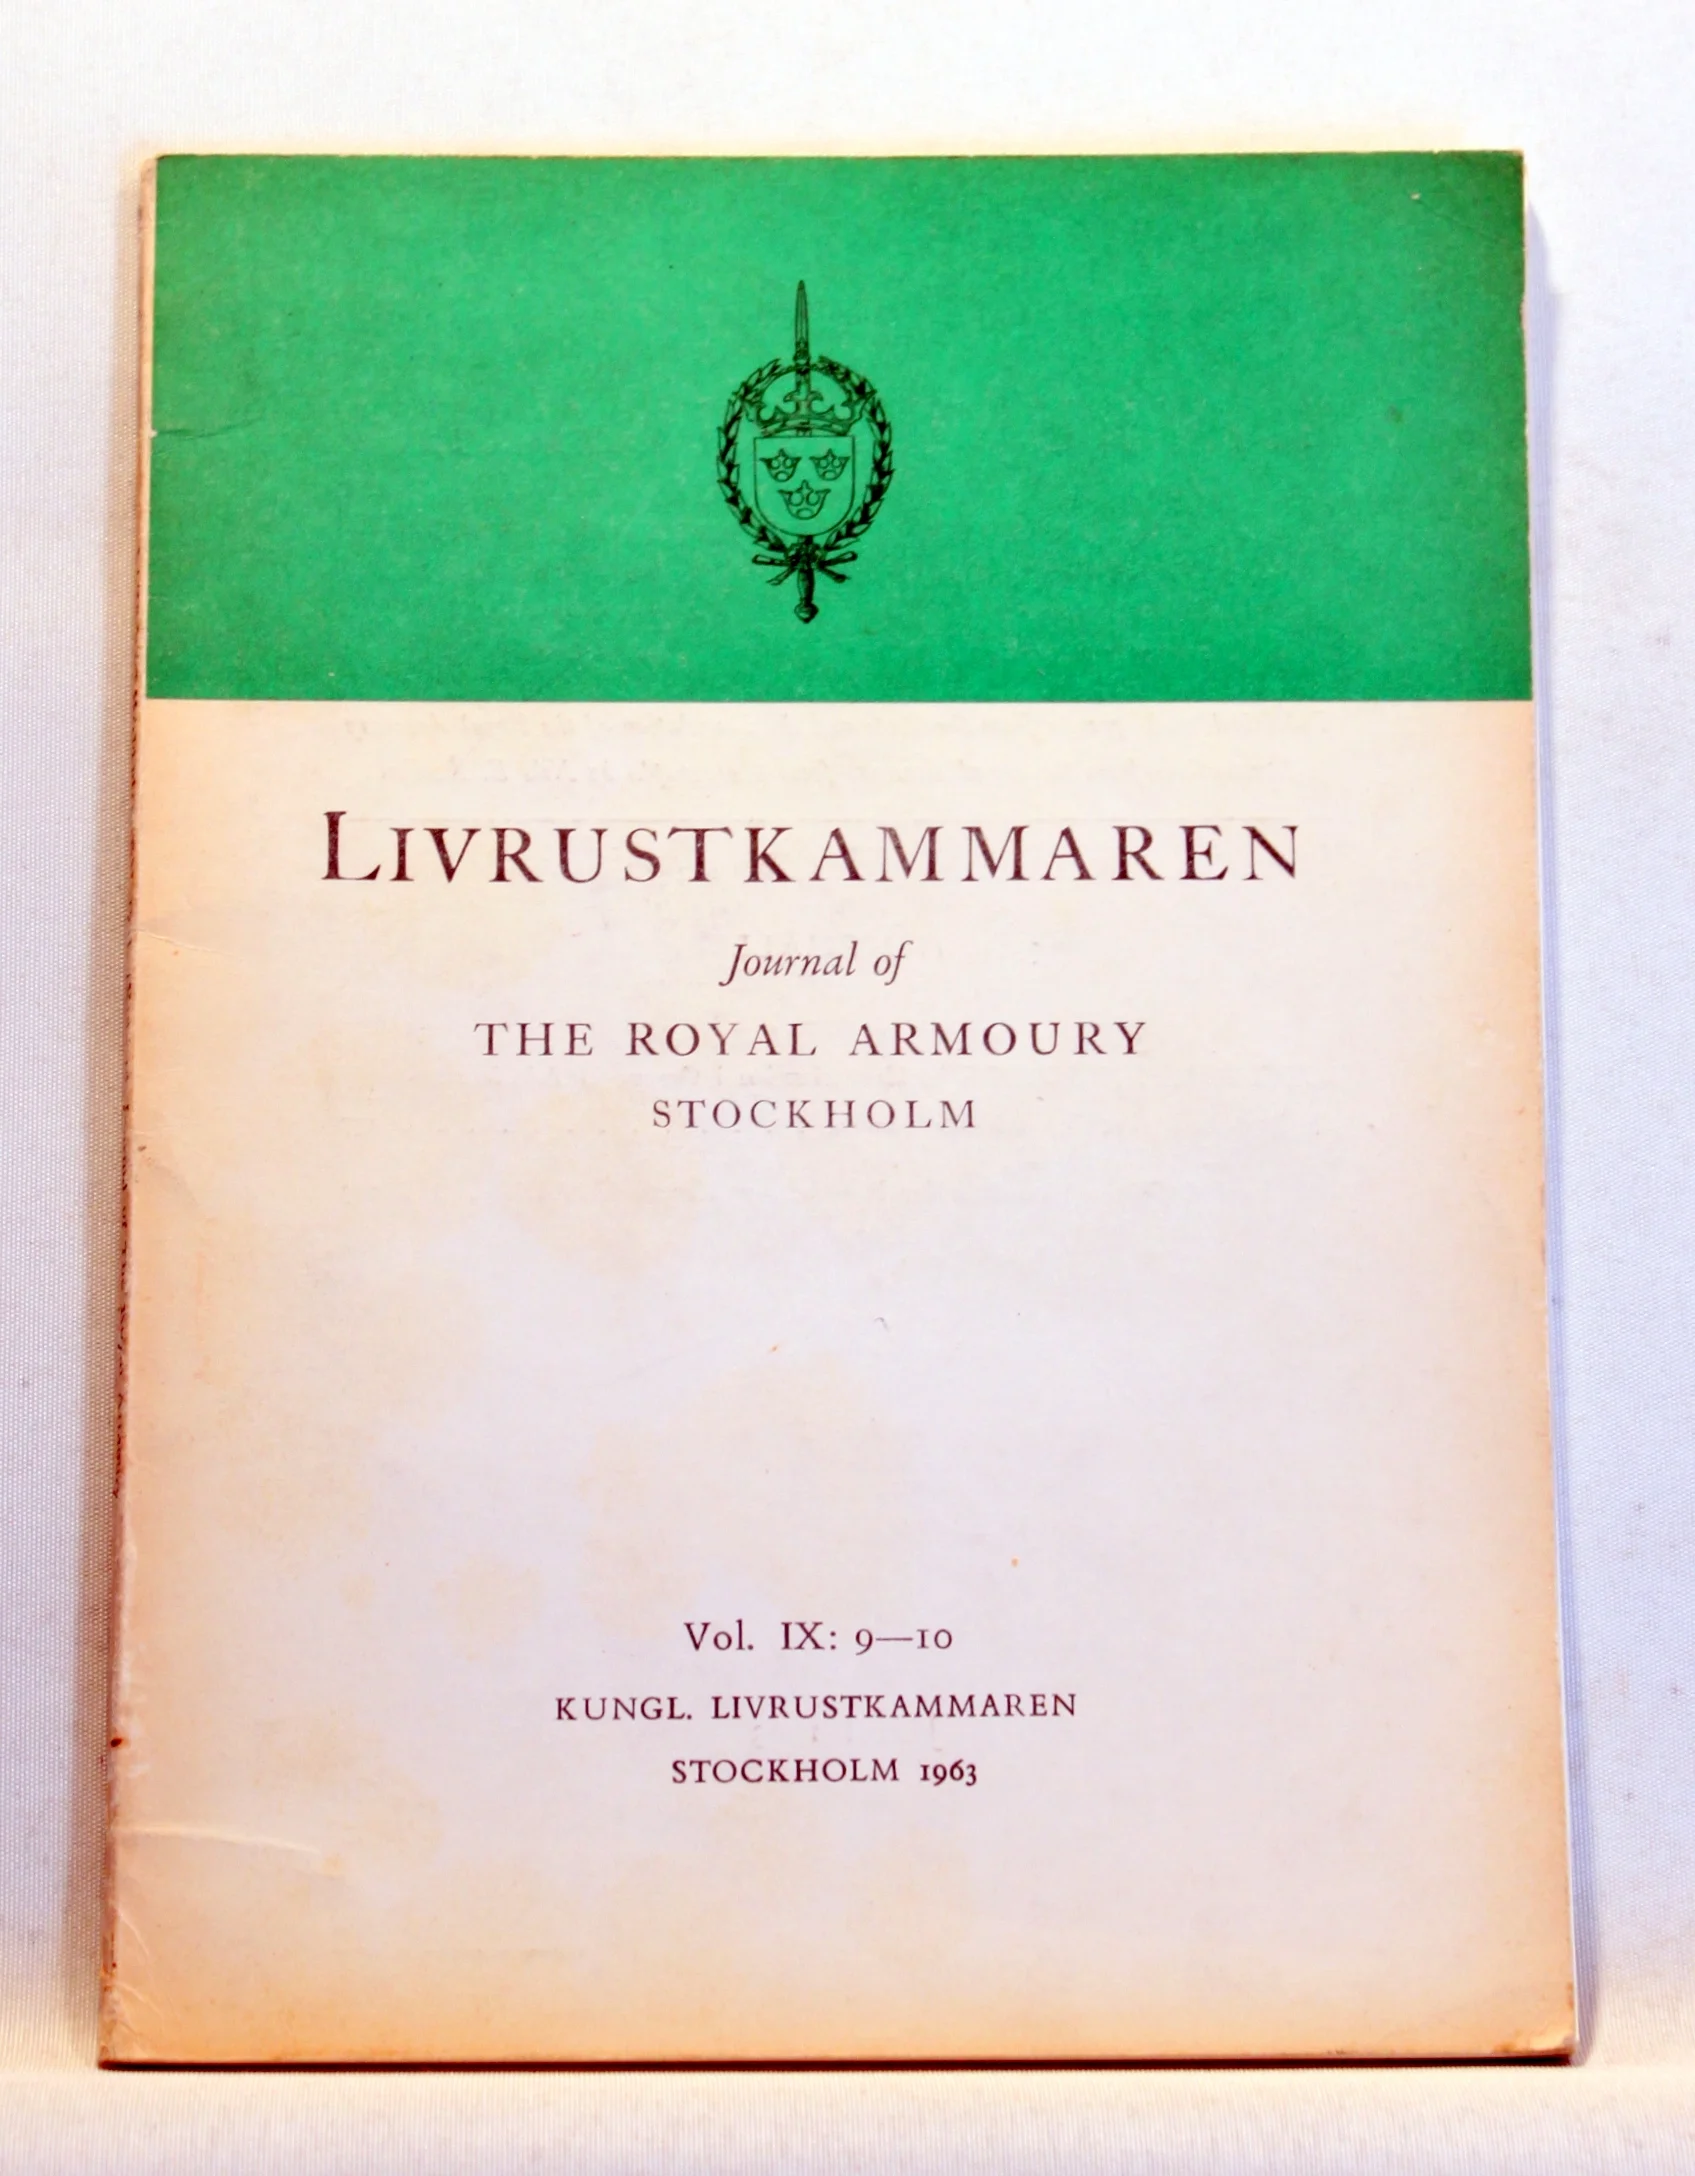 LIVRUSTKAMMAREN
Journal of
THE ROYAL ARMOURY
STOCKHOLM
Vol. IX: 9—10
KUNGL. LIVRUSTKAMMAREN
STOCKHOLM 1963